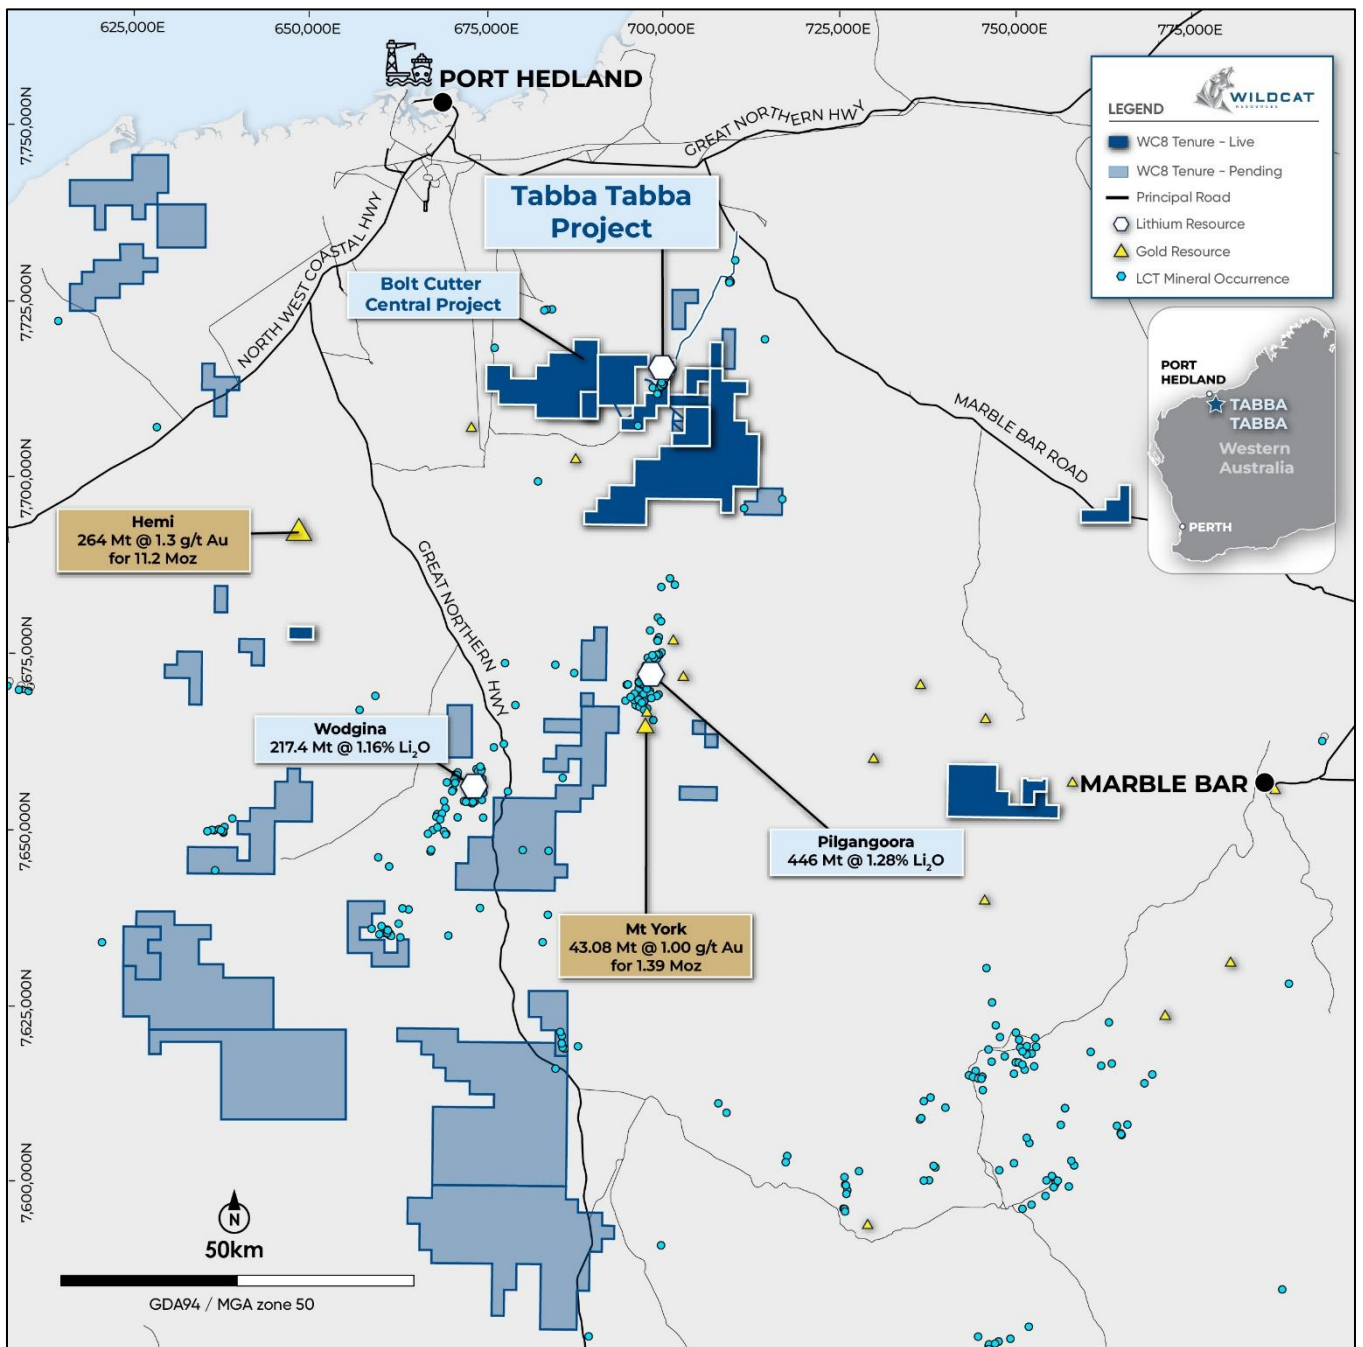 625,000E
650,000E
675,000E
700,000E
725,000E
750,000E
775,000E
7,750,000N
7,725,000N
7,700,000N
7,675,000N
7,650,000N
7,625,000N
7,600,000N
PORT HEDLAND
GREAT NORTHERN HWY
NORTH WEST COASTAL HWY
Tabba Tabba
Project
Bolt Cutter
Central Project
MARBLE BAR ROAD
LEGEND
WILDCAT
RESOURCES
WC8 Tenure - Live
WC8 Tenure - Pending
Principal Road
Lithium Resource
Gold Resource
LCT Mineral Occurrence
PORT
HEDLAND
TABBA
TABBA
Western
Australia
PERTH
Hemi
264 Mt @ 1.3 g/t Au
for 11.2 Moz
GREAT NORTHERN HWY
Wodgina
217.4 Mt @ 1.16% Li₂O
MARBLE BAR
Pilgangoora
446 Mt @ 1.28% Li₂O
Mt York
43.08 Mt @ 1.00 g/t Au
for 1.39 Moz
N
50km
GDA94 / MGA zone 50